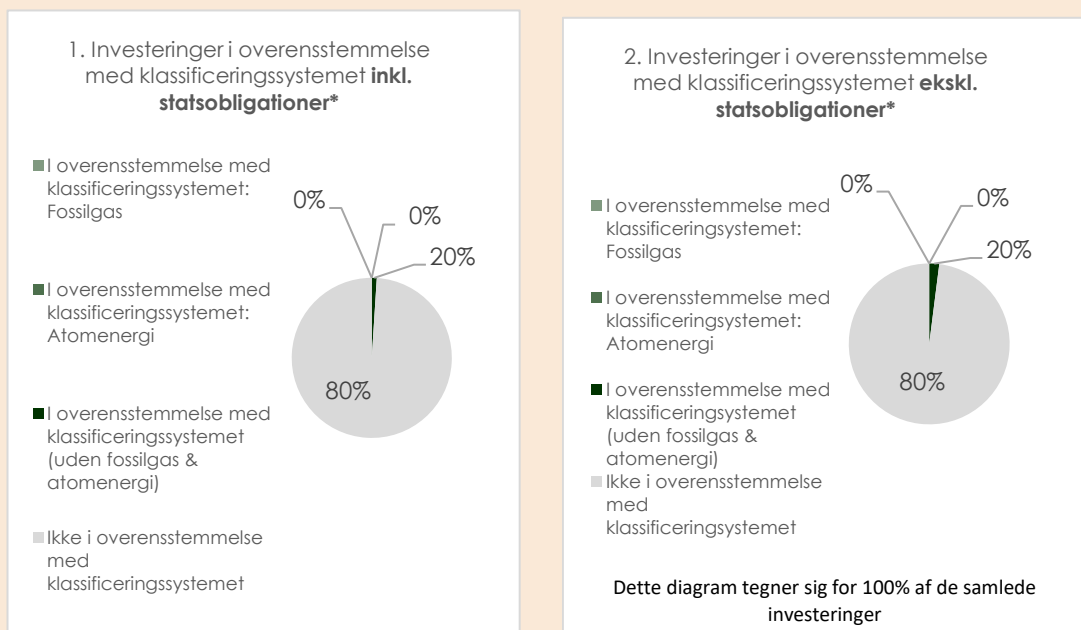 1. Investeringer i overensstemmelse
med klassificeringssystemet inkl.
statsobligationer*
I overensstemmelse med
klassificeringssystemet:
Fossilgas
I overensstemmelse med
klassificeringssystemet:
Atomenergi
I overensstemmelse med
klassificeringssystemet
(uden fossilgas &
atomenergi)
Ikke i overensstemmelse
med
klassificeringssystemet
0%
0%
20%
80%
2. Investeringer i overensstemmelse
med klassificeringssystemet ekskl.
statsobligationer*
I overensstemmelse med
klassificeringssystemet:
Fossilgas
I overensstemmelse med
klassificeringssystemet:
Atomenergi
I overensstemmelse med
klassificeringssystemet
(uden fossilgas &
atomenergi)
Ikke i overensstemmelse
med
klassificeringsystemet
0%
0%
20%
80%
Dette diagram tegner sig for 100% af de samlede
investeringer